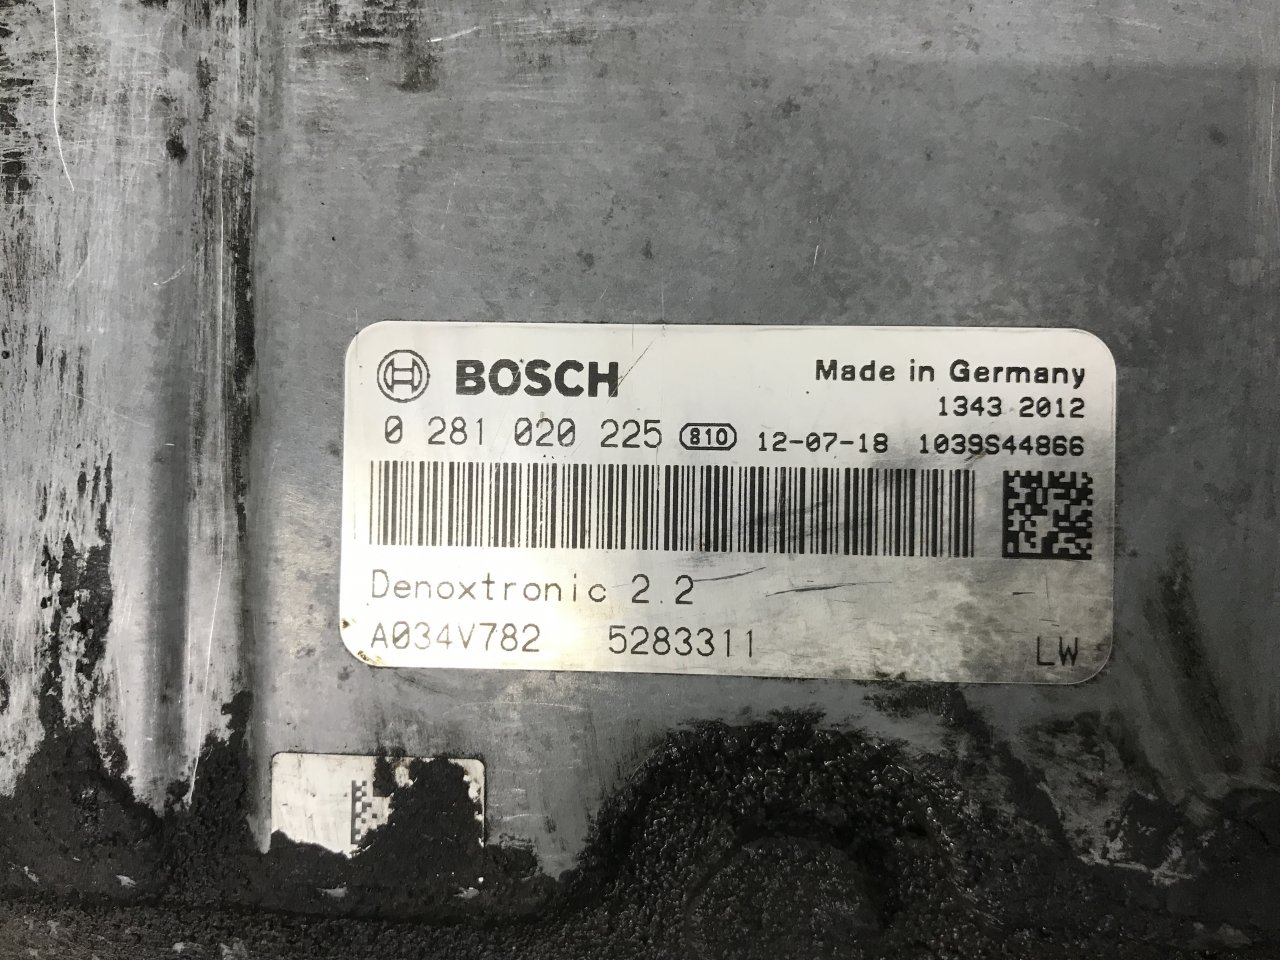 BOSCH Made in Germany
1343 2012
0 281 020 225 810 12-07-18 1039S44866
Denoxtronic 2.2
A034V782 5283311 LW